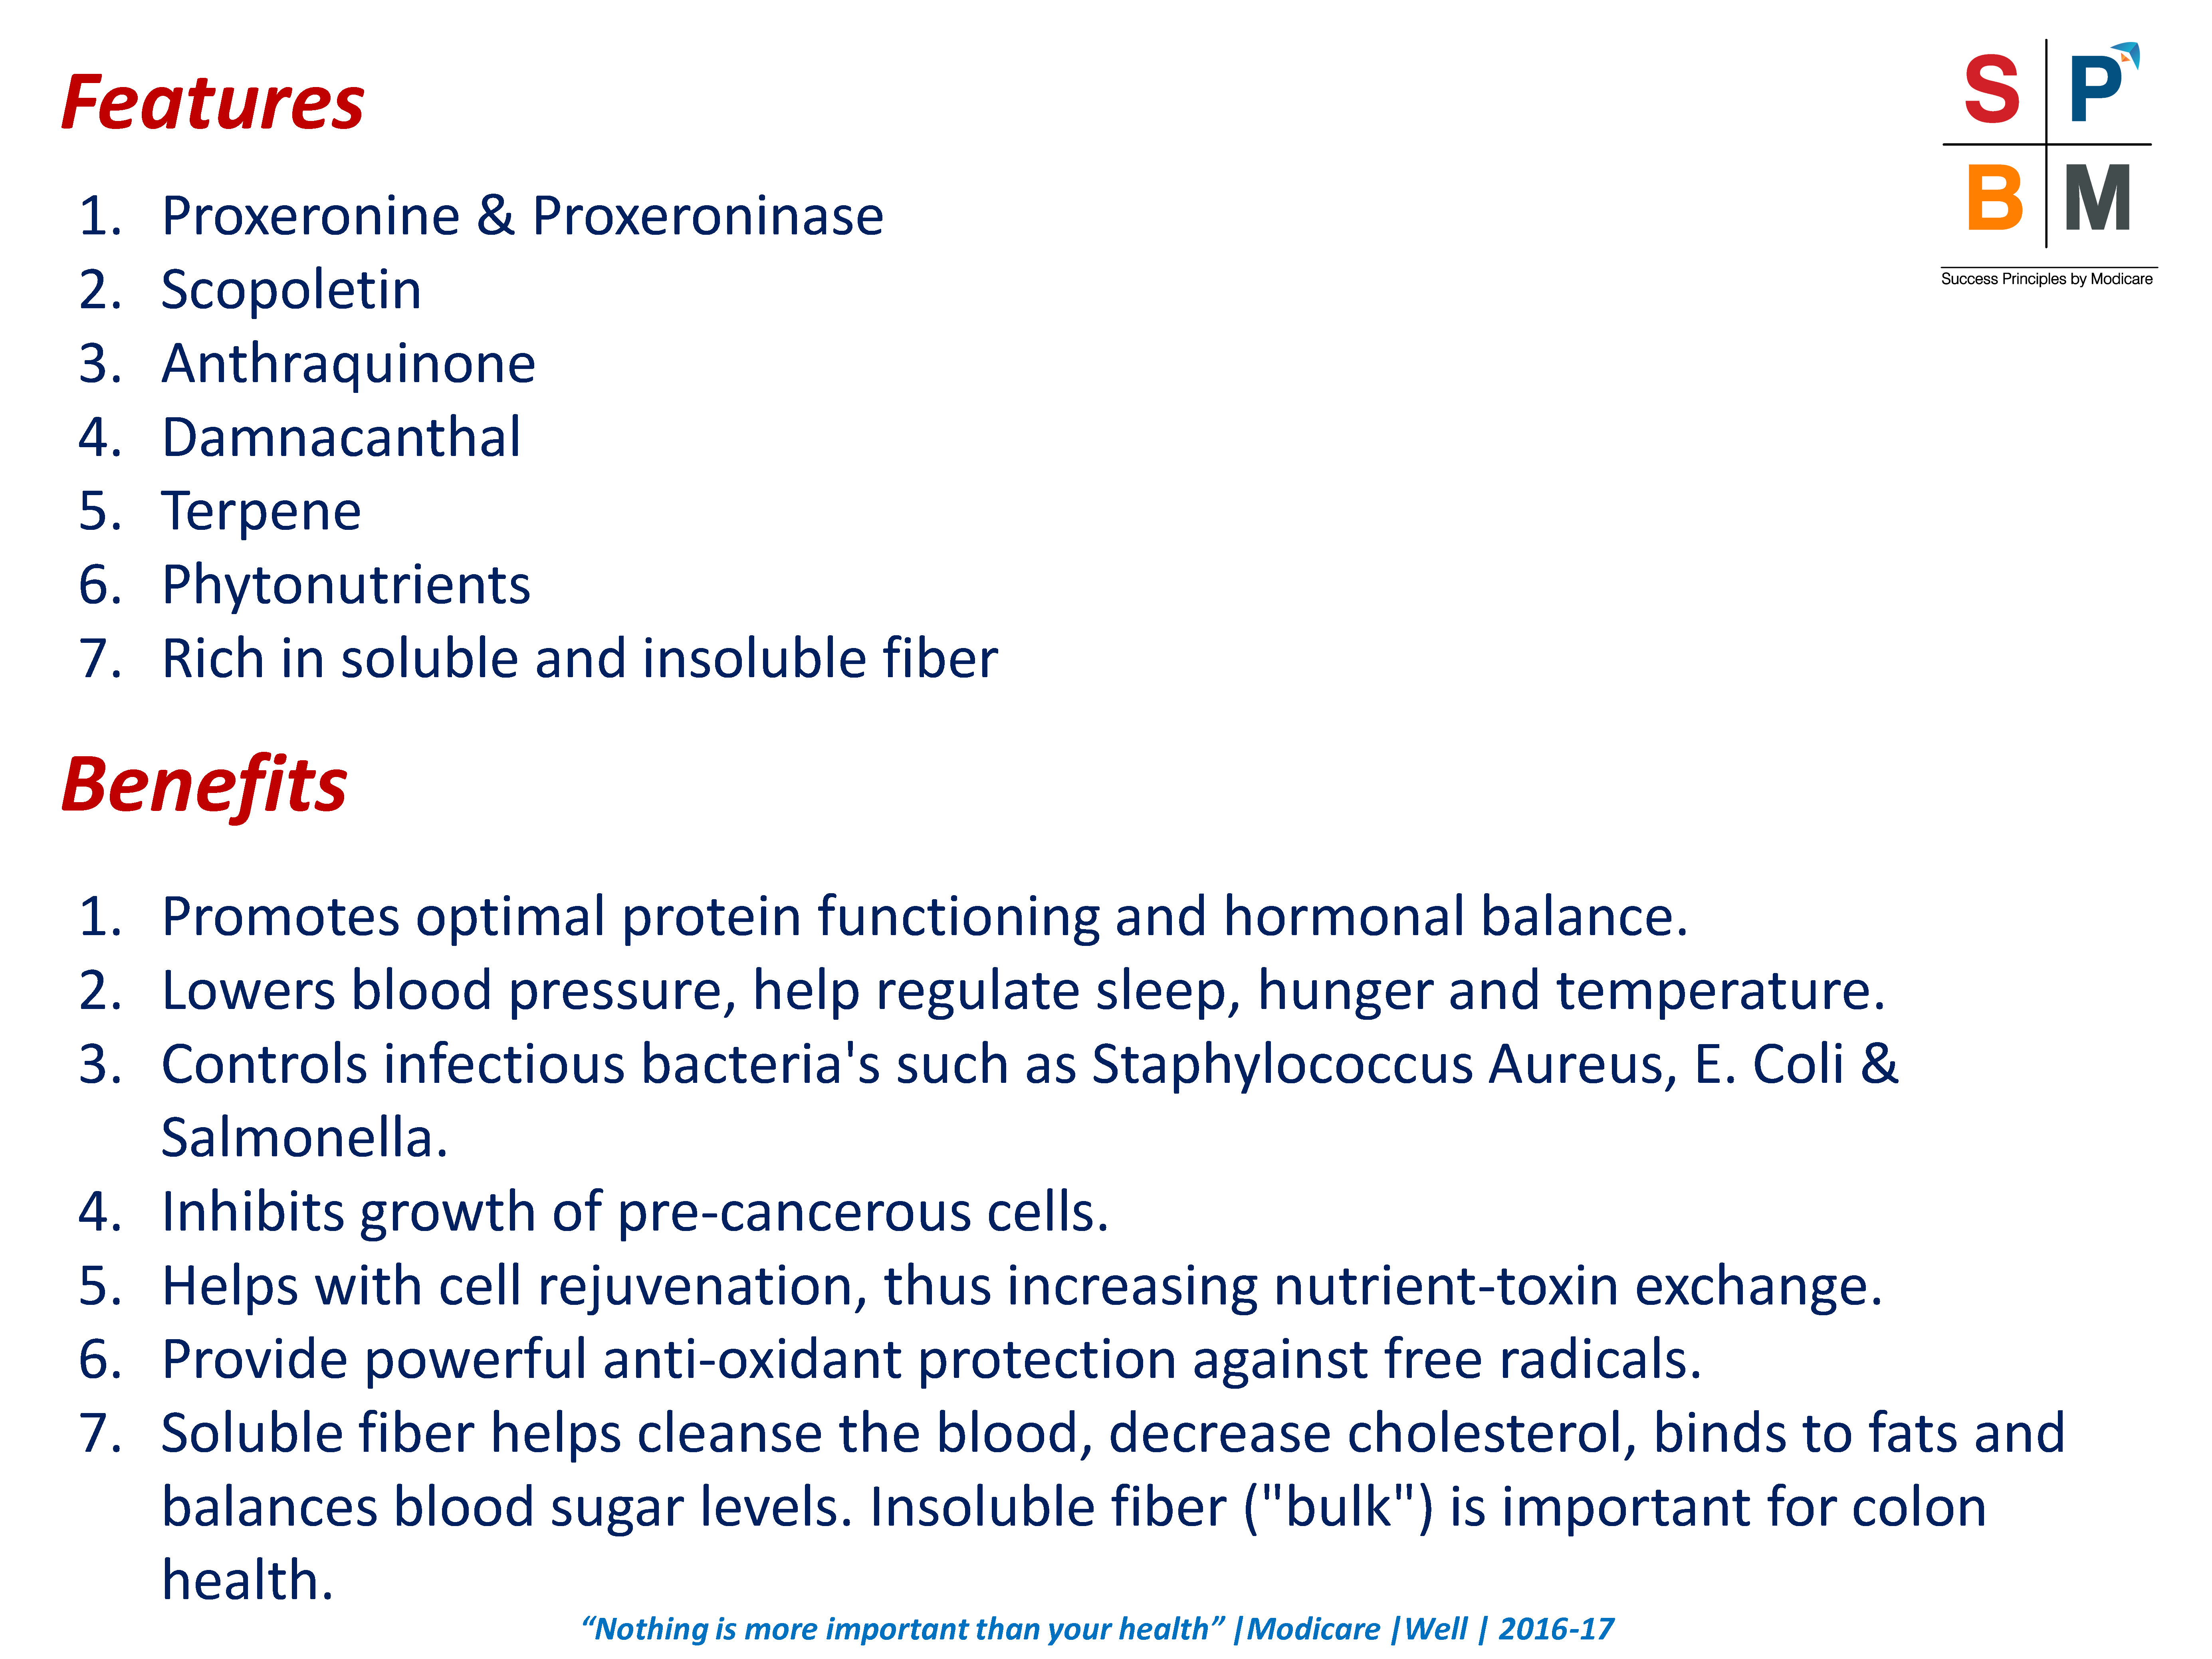 Features
S P
B M
Success Principles by Modicare
1. Proxeronine & Proxeroninase
2. Scopoletin
3. Anthraquinone
4. Damnacanthal
5. Terpene
6. Phytonutrients
7. Rich in soluble and insoluble fiber
Benefits
1. Promotes optimal protein functioning and hormonal balance.
2. Lowers blood pressure, help regulate sleep, hunger and temperature.
3. Controls infectious bacteria's such as Staphylococcus Aureus, E. Coli &
Salmonella.
4. Inhibits growth of pre-cancerous cells.
5. Helps with cell rejuvenation, thus increasing nutrient-toxin exchange.
6. Provide powerful anti-oxidant protection against free radicals.
7. Soluble fiber helps cleanse the blood, decrease cholesterol, binds to fats and
balances blood sugar levels. Insoluble fiber ("bulk") is important for colon
health.
“Nothing is more important than your health” |Modicare |Well | 2016-17